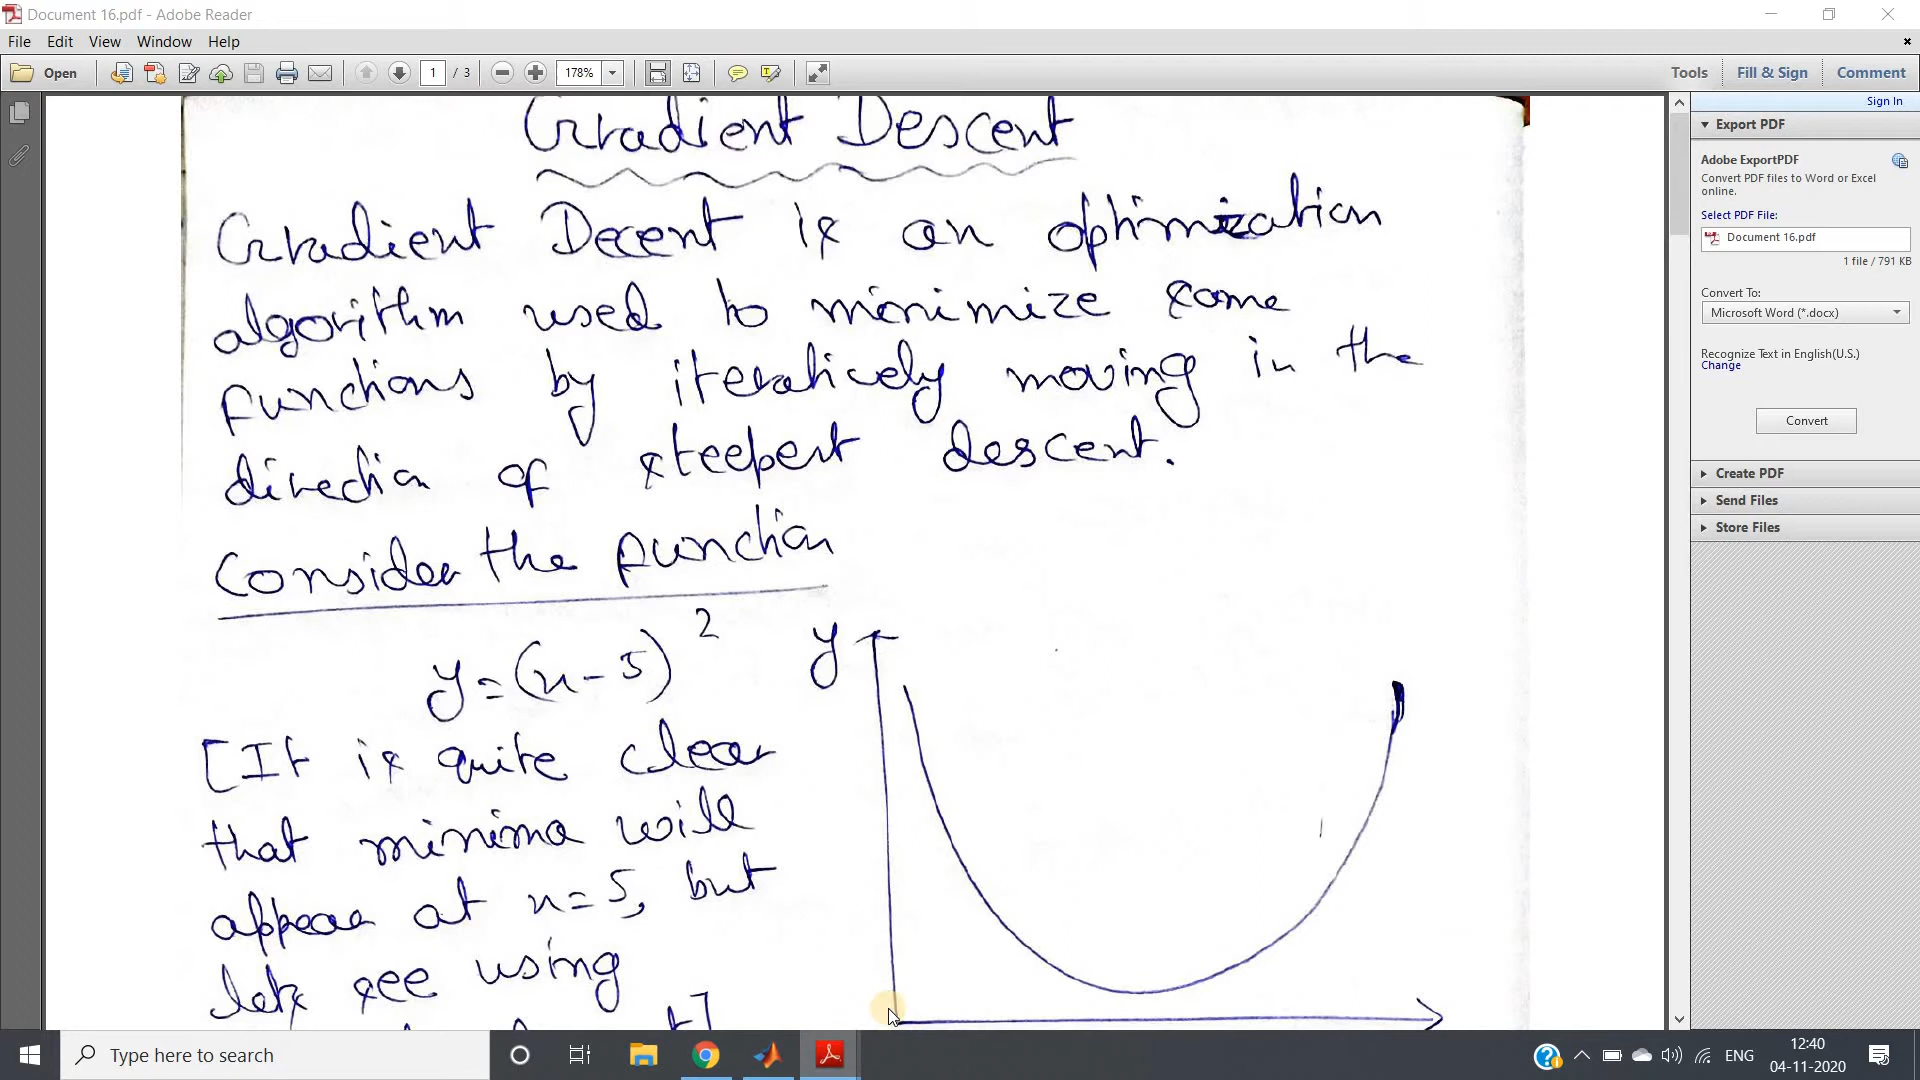 Document 16.pdf - Adobe Reader
File Edit View Window Help
Open 1 / 3 178% Tools Fill & Sign Comment
Sign In
Gradient Descent
Gradient Decent is an optimization
algorithm used to minimize some
functions by iteratively moving in the
direction of steepest descent.
Consider the function
y=(x-5)²
y
[It is quite clear
that minima will
appear at x=5, but
lets see using
Export PDF
Adobe ExportPDF
Convert PDF files to Word or Excel
online.
Select PDF File:
Document 16.pdf
1 file / 791 KB
Convert To:
Microsoft Word (*.docx)
Recognize Text in English(U.S.)
Change
Convert
Create PDF
Send Files
Store Files
Type here to search
ENG
12:40
04-11-2020